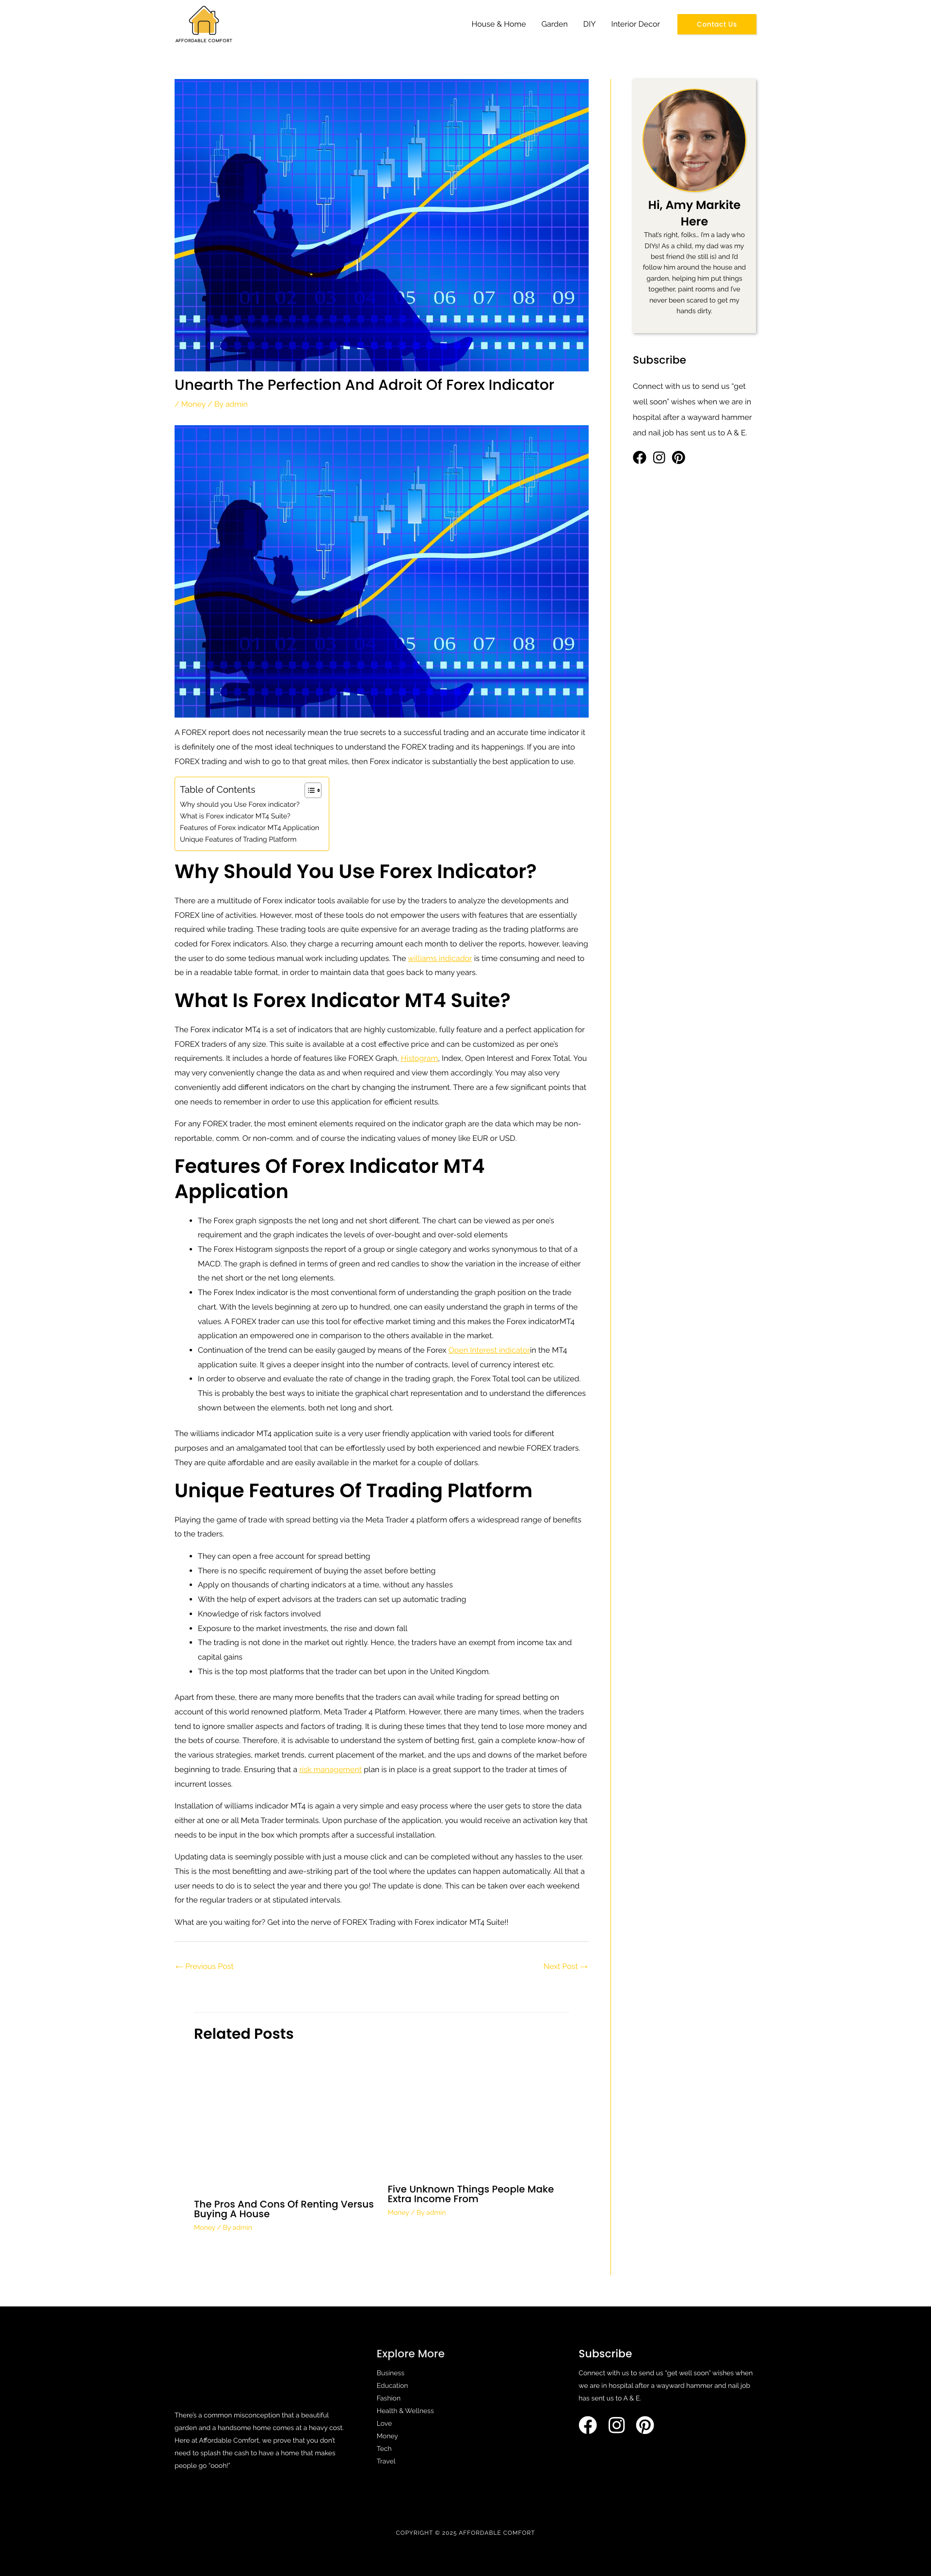 AFFORDABLE COMFORT
House & Home
Garden
DIY
Interior Decor
Contact Us
01 02 03 04 05 06 07 08 09
Unearth The Perfection And Adroit Of Forex Indicator
/ Money / By admin
01 02 03 04 05 06 07 08 09
A FOREX report does not necessarily mean the true secrets to a successful trading and an accurate time indicator it
is definitely one of the most ideal techniques to understand the FOREX trading and its happenings. If you are into
FOREX trading and wish to go to that great miles, then Forex indicator is substantially the best application to use.
Table of Contents
Why should you Use Forex indicator?
What is Forex indicator MT4 Suite?
Features of Forex indicator MT4 Application
Unique Features of Trading Platform
Why Should You Use Forex Indicator?
There are a multitude of Forex indicator tools available for use by the traders to analyze the developments and
FOREX line of activities. However, most of these tools do not empower the users with features that are essentially
required while trading. These trading tools are quite expensive for an average trading as the trading platforms are
coded for Forex indicators. Also, they charge a recurring amount each month to deliver the reports, however, leaving
the user to do some tedious manual work including updates. The williams indicador is time consuming and need to
be in a readable table format, in order to maintain data that goes back to many years.
What Is Forex Indicator MT4 Suite?
The Forex indicator MT4 is a set of indicators that are highly customizable, fully feature and a perfect application for
FOREX traders of any size. This suite is available at a cost effective price and can be customized as per one's
requirements. It includes a horde of features like FOREX Graph, Histogram, Index, Open Interest and Forex Total. You
may very conveniently change the data as and when required and view them accordingly. You may also very
conveniently add different indicators on the chart by changing the instrument. There are a few significant points that
one needs to remember in order to use this application for efficient results.
For any FOREX trader, the most eminent elements required on the indicator graph are the data which may be non-
reportable, comm. Or non-comm. and of course the indicating values of money like EUR or USD.
Features Of Forex Indicator MT4
Application
• The Forex graph signposts the net long and net short different. The chart can be viewed as per one's
requirement and the graph indicates the levels of over-bought and over-sold elements
• The Forex Histogram signposts the report of a group or single category and works synonymous to that of a
MACD. The graph is defined in terms of green and red candles to show the variation in the increase of either
the net short or the net long elements.
• The Forex Index indicator is the most conventional form of understanding the graph position on the trade
chart. With the levels beginning at zero up to hundred, one can easily understand the graph in terms of the
values. A FOREX trader can use this tool for effective market timing and this makes the Forex indicatorMT4
application an empowered one in comparison to the others available in the market.
• Continuation of the trend can be easily gauged by means of the Forex Open Interest indicatorin the MT4
application suite. It gives a deeper insight into the number of contracts, level of currency interest etc.
• In order to observe and evaluate the rate of change in the trading graph, the Forex Total tool can be utilized.
This is probably the best ways to initiate the graphical chart representation and to understand the differences
shown between the elements, both net long and short.
The williams indicador MT4 application suite is a very user friendly application with varied tools for different
purposes and an amalgamated tool that can be effortlessly used by both experienced and newbie FOREX traders.
They are quite affordable and are easily available in the market for a couple of dollars.
Unique Features Of Trading Platform
Playing the game of trade with spread betting via the Meta Trader 4 platform offers a widespread range of benefits
to the traders.
• They can open a free account for spread betting
• There is no specific requirement of buying the asset before betting
• Apply on thousands of charting indicators at a time, without any hassles
• With the help of expert advisors at the traders can set up automatic trading
• Knowledge of risk factors involved
• Exposure to the market investments, the rise and down fall
• The trading is not done in the market out rightly. Hence, the traders have an exempt from income tax and
capital gains
• This is the top most platforms that the trader can bet upon in the United Kingdom.
Apart from these, there are many more benefits that the traders can avail while trading for spread betting on
account of this world renowned platform, Meta Trader 4 Platform. However, there are many times, when the traders
tend to ignore smaller aspects and factors of trading. It is during these times that they tend to lose more money and
the bets of course. Therefore, it is advisable to understand the system of betting first, gain a complete know-how of
the various strategies, market trends, current placement of the market, and the ups and downs of the market before
beginning to trade. Ensuring that a risk management plan is in place is a great support to the trader at times of
incurrent losses.
Installation of williams indicador MT4 is again a very simple and easy process where the user gets to store the data
either at one or all Meta Trader terminals. Upon purchase of the application, you would receive an activation key that
needs to be input in the box which prompts after a successful installation.
Updating data is seemingly possible with just a mouse click and can be completed without any hassles to the user.
This is the most benefitting and awe-striking part of the tool where the updates can happen automatically. All that a
user needs to do is to select the year and there you go! The update is done. This can be taken over each weekend
for the regular traders or at stipulated intervals.
What are you waiting for? Get into the nerve of FOREX Trading with Forex indicator MT4 Suite!!
← Previous Post
Next Post →
Related Posts
The Pros And Cons Of Renting Versus
Buying A House
Money / By admin
Five Unknown Things People Make
Extra Income From
Money / By admin
Hi, Amy Markite
Here
That's right, folks… I'm a lady who
DIYs! As a child, my dad was my
best friend (he still is) and I'd
follow him around the house and
garden, helping him put things
together, paint rooms and I've
never been scared to get my
hands dirty.
Subscribe
Connect with us to send us “get
well soon” wishes when we are in
hospital after a wayward hammer
and nail job has sent us to A & E.
There's a common misconception that a beautiful
garden and a handsome home comes at a heavy cost.
Here at Affordable Comfort, we prove that you don't
need to splash the cash to have a home that makes
people go “oooh!”
Explore More
Business
Education
Fashion
Health & Wellness
Love
Money
Tech
Travel
Subscribe
Connect with us to send us “get well soon” wishes when
we are in hospital after a wayward hammer and nail job
has sent us to A & E.
COPYRIGHT © 2025 AFFORDABLE COMFORT